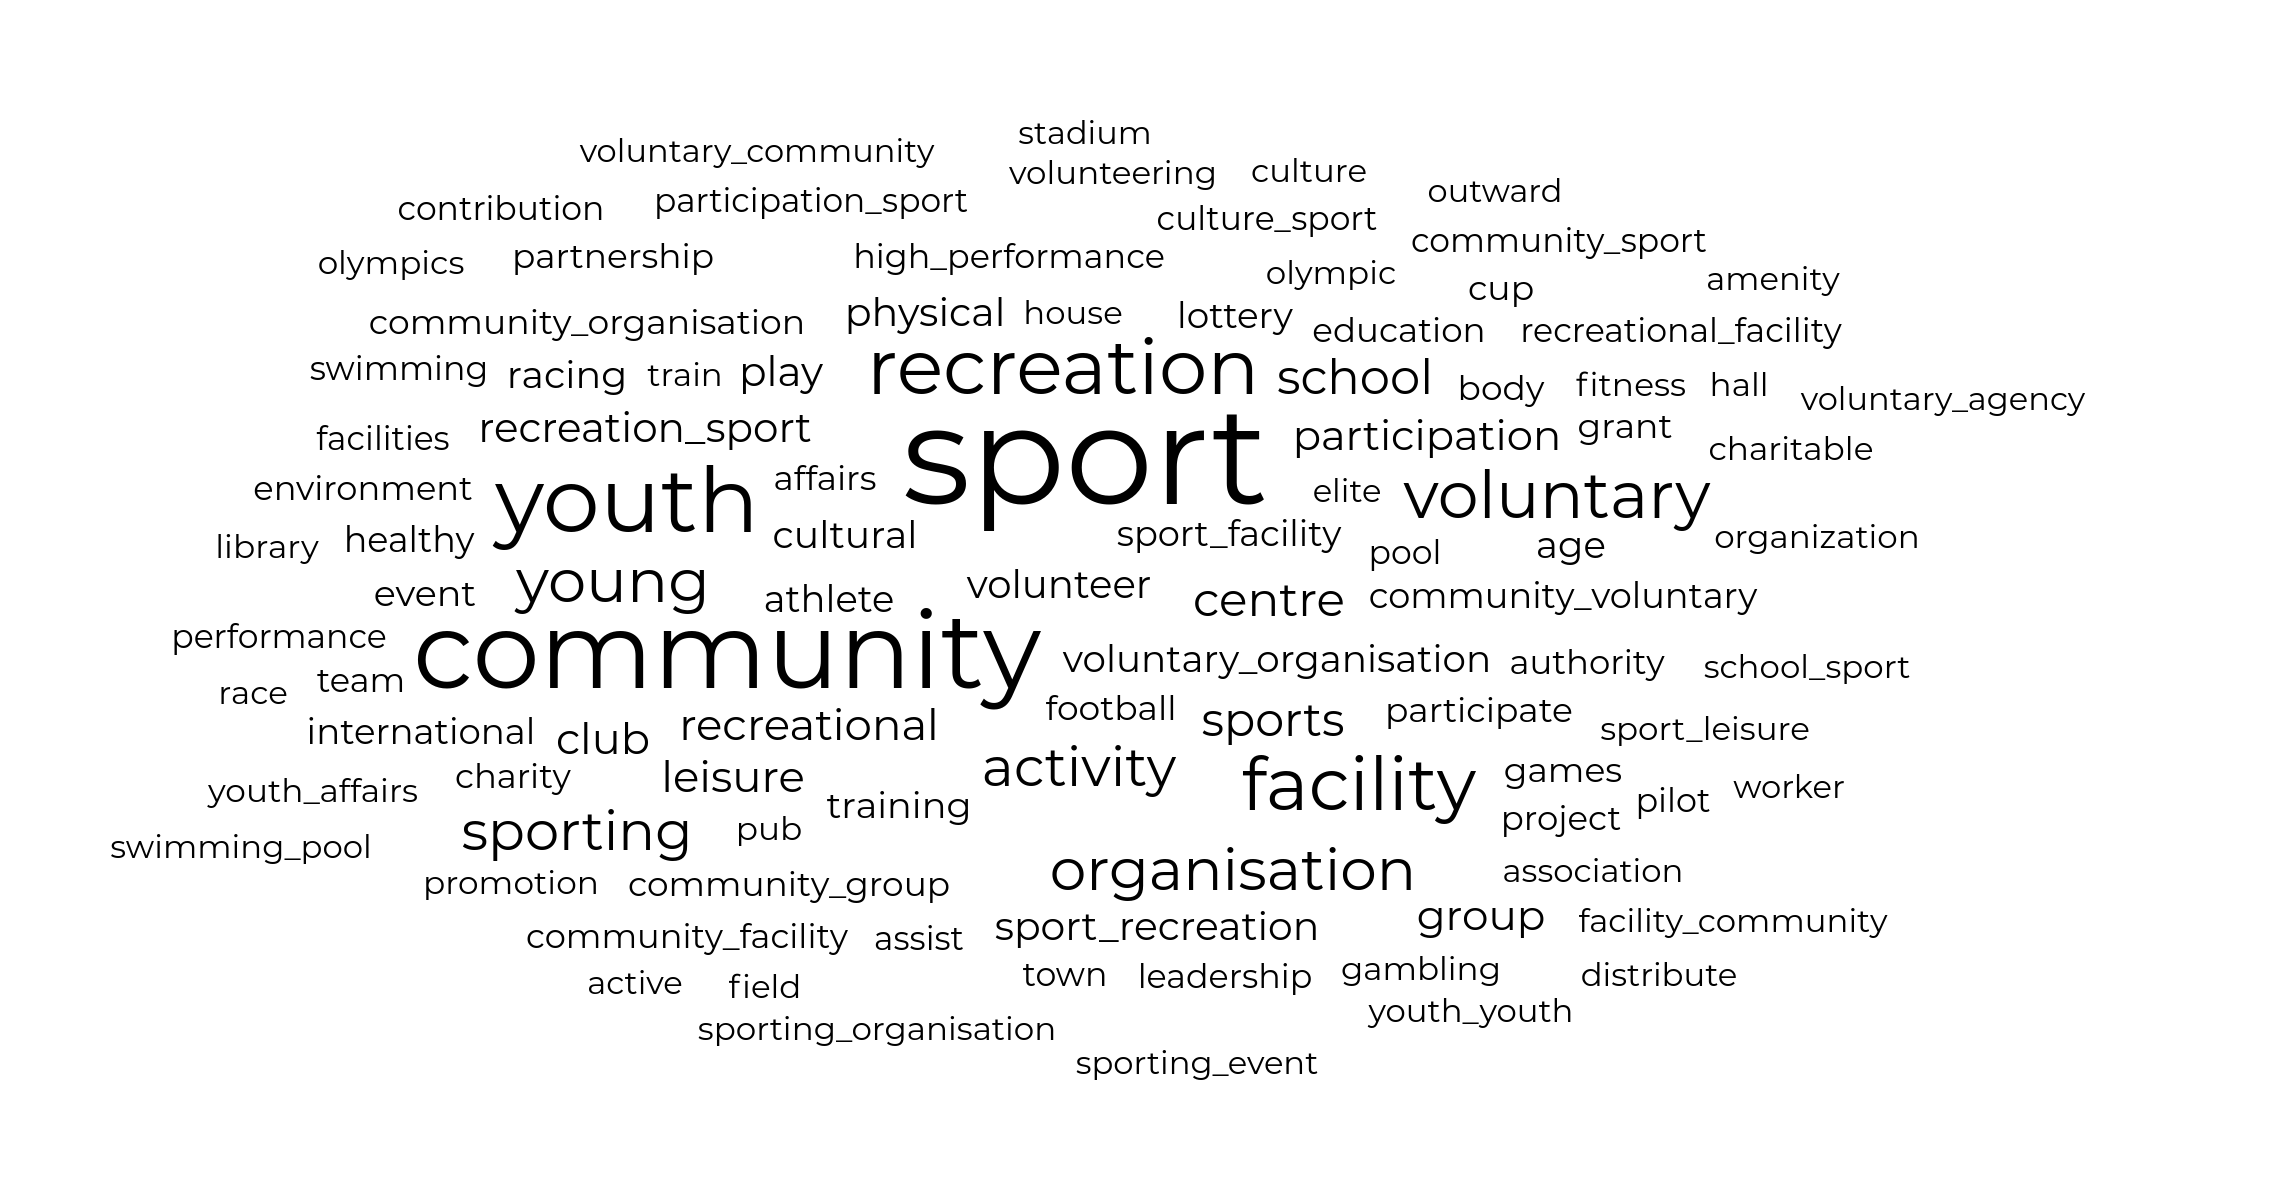 stadium
voluntary_community
volunteering culture
outward
contribution participation_sport
culture_sport
community_sport
olympics partnership high_performance
olympic
cup
amenity
community_organisation physical house lottery
education recreational_facility
swimming racing train play recreation school body fitness hall
voluntary_agency
facilities recreation_sport sport participation grant
charitable
environment youth affairs elite voluntary
library healthy cultural sport_facility pool age organization
event young athlete volunteer centre community_voluntary
performance community
race team voluntary_organisation authority school_sport
international club recreational football sports participate sport_leisure
youth_affairs charity leisure activity facility games
training project pilot worker
swimming_pool sporting pub
promotion community_group organisation association
community_facility assist sport_recreation group facility_community
active field town leadership gambling distribute
youth_youth
sporting_organisation
sporting_event